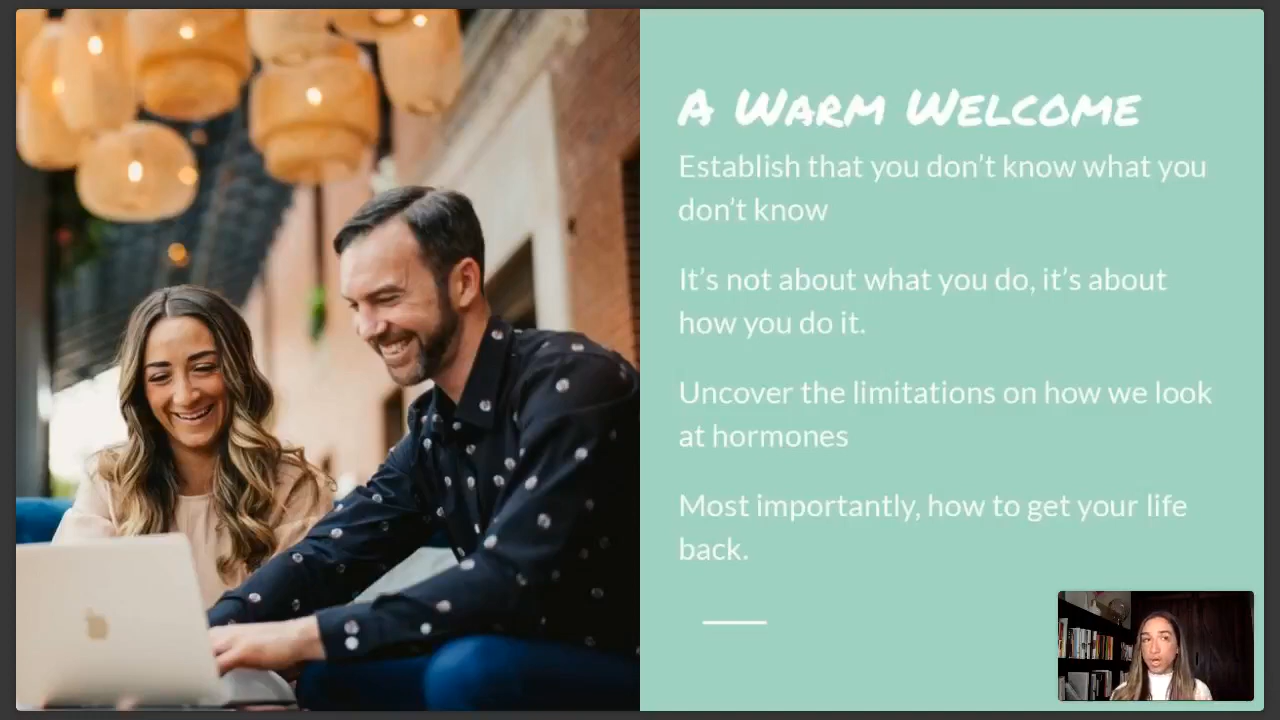 A Warm Welcome
Establish that you don't know what you
don't know
It's not about what you do, it's about
how you do it.
Uncover the limitations on how we look
at hormones
Most importantly, how to get your life
back.